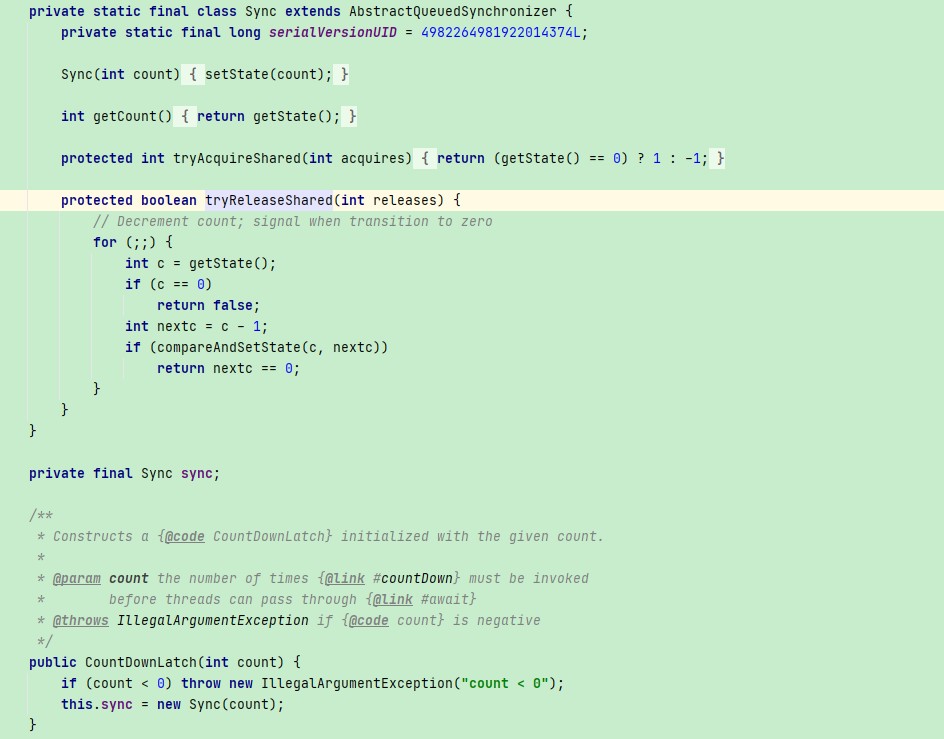 private static final class Sync extends AbstractQueuedSynchronizer {
private static final long serialVersionUID = 4982264981922014374L;
Sync(int count) { setState(count); }
int getCount() { return getState(); }
protected int tryAcquireShared(int acquires) { return (getState() == 0) ? 1 : -1; }
protected boolean tryReleaseShared(int releases) {
// Decrement count; signal when transition to zero
for (;;) {
int c = getState();
if (c == 0)
return false;
int nextc = c - 1;
if (compareAndSetState(c, nextc))
return nextc == 0;
}
}
}
private final Sync sync;
/**
* Constructs a {@code CountDownLatch} initialized with the given count.
*
* @param count the number of times {@link #countDown} must be invoked
* before threads can pass through {@link #await}
* @throws IllegalArgumentException if {@code count} is negative
*/
public CountDownLatch(int count) {
if (count < 0) throw new IllegalArgumentException("count < 0");
this.sync = new Sync(count);
}